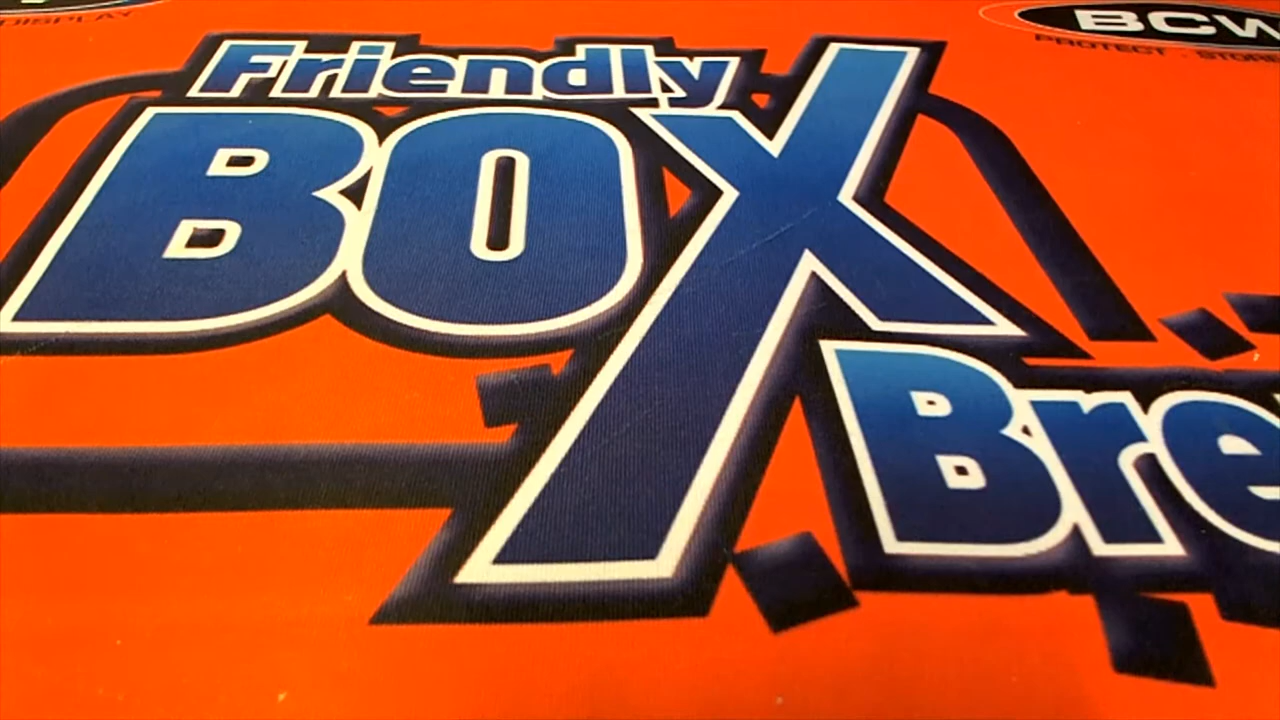 DISPLAY
BCW
PROTECT · STORE
Friendly
BOX
Bre